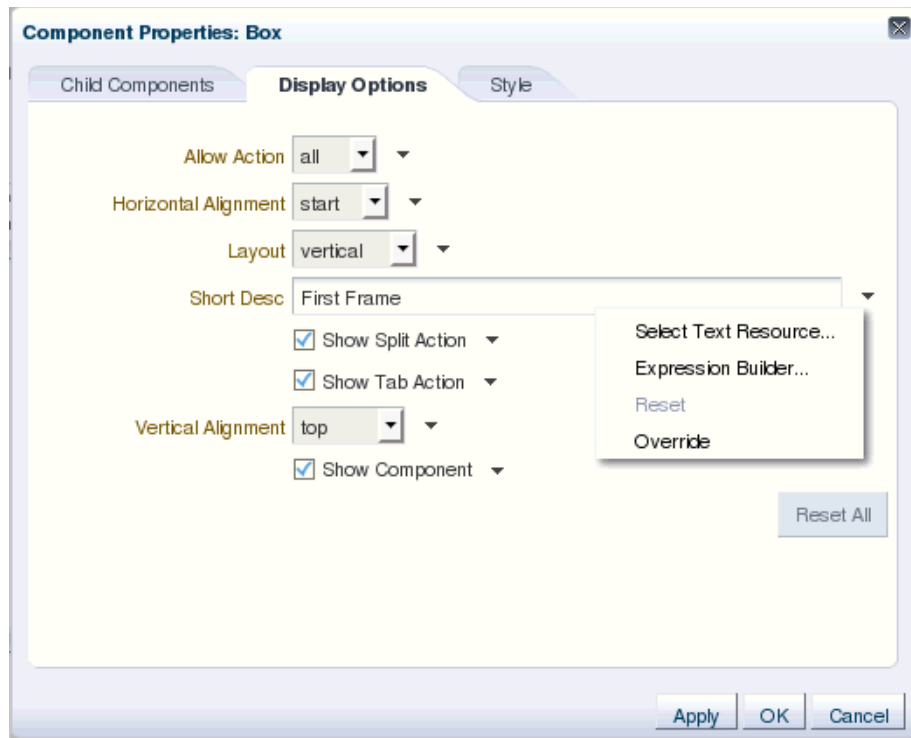 Component Properties: Box
Child Components Display Options Style
Allow Action all
Horizontal Alignment start
Layout vertical
Short Desc First Frame
Select Text Resource...
Show Split Action
Expression Builder...
Show Tab Action
Reset
Vertical Alignment top
Override
Show Component
Reset All
Apply OK Cancel